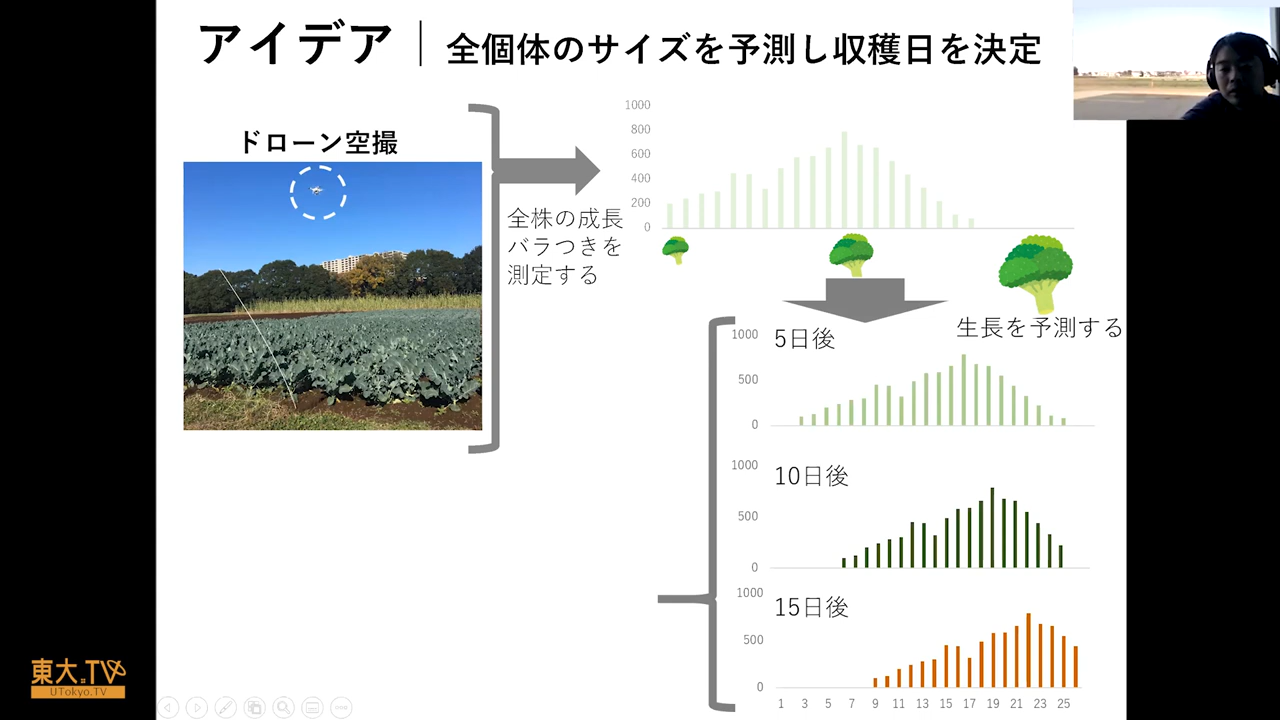 アイデア｜全個体のサイズを予測し収穫日を決定
ドローン空撮
全株の成長
バラつきを
測定する
1000
800
600
400
200
0
生長を予測する
5日後
1000
500
0
10日後
1000
500
0
15日後
1000
500
0
1 3 5 7 9 11 13 15 17 19 21 23 25
東大.TV
UTokyo.TV